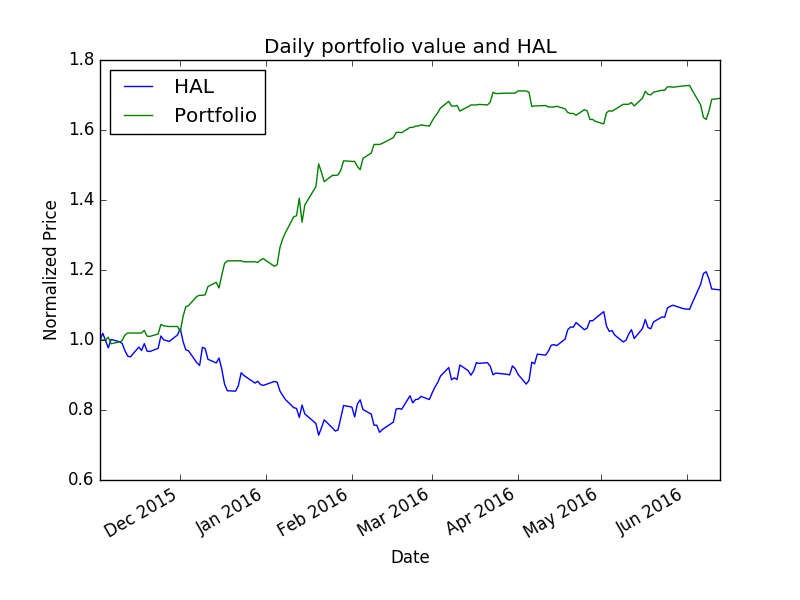 Daily portfolio value and HAL
HAL
Portfolio
1.8
1.6
1.4
1.2
1.0
0.8
0.6
Normalized Price
Dec 2015
Jan 2016
Feb 2016
Mar 2016
Apr 2016
May 2016
Jun 2016
Date